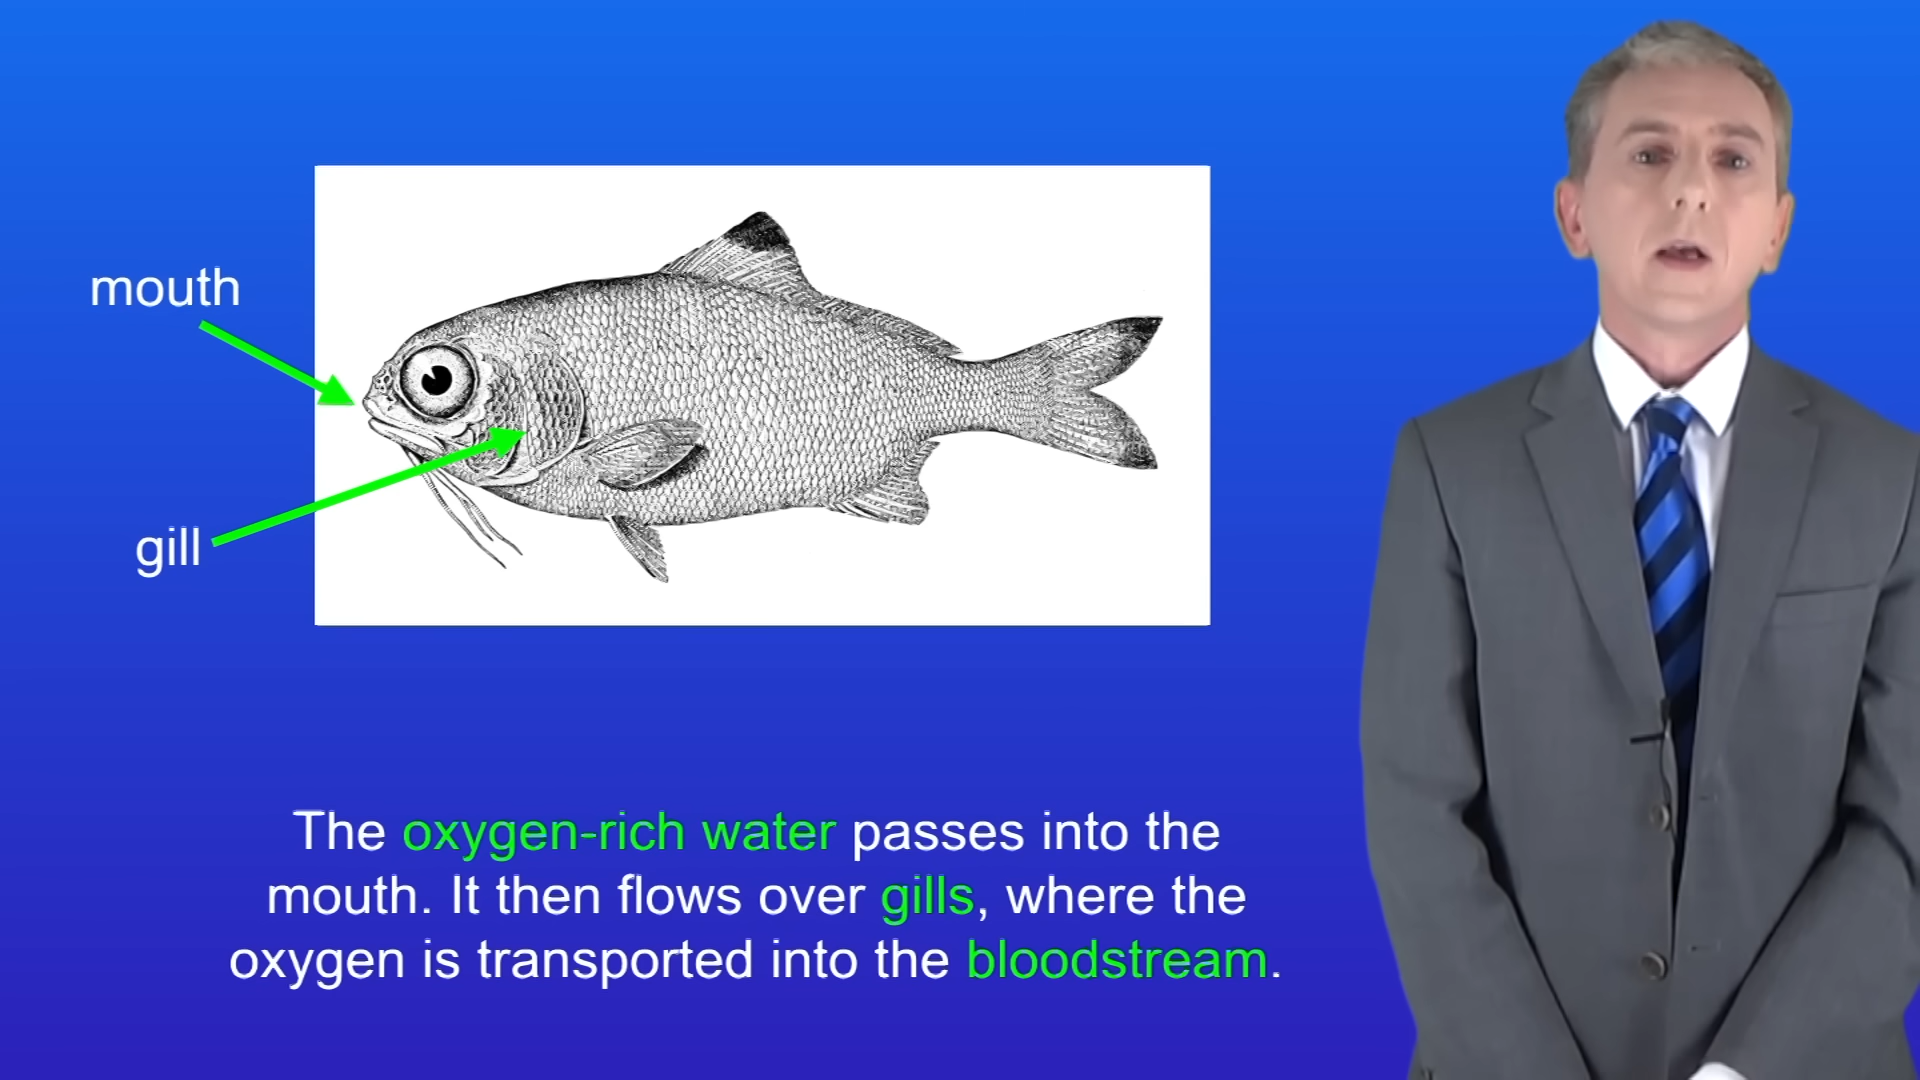 mouth
gill
The oxygen-rich water passes into the
mouth. It then flows over gills, where the
oxygen is transported into the bloodstream.